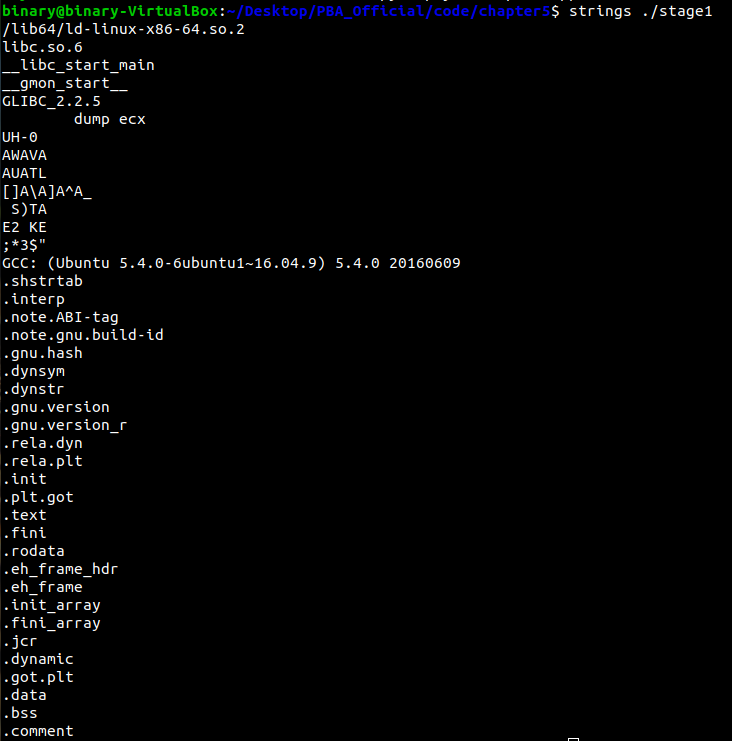 binary@binary-VirtualBox:~/Desktop/PBA_Official/code/chapter5$ strings ./stage1
/lib64/ld-linux-x86-64.so.2
libc.so.6
__libc_start_main
__gmon_start__
GLIBC_2.2.5
        dump ecx
UH-0
AWAVA
AUATL
[]A\A]A^A_
 S)TA
E2 KE
;*3$"
GCC: (Ubuntu 5.4.0-6ubuntu1~16.04.9) 5.4.0 20160609
.shstrtab
.interp
.note.ABI-tag
.note.gnu.build-id
.gnu.hash
.dynsym
.dynstr
.gnu.version
.gnu.version_r
.rela.dyn
.rela.plt
.init
.plt.got
.text
.fini
.rodata
.eh_frame_hdr
.eh_frame
.init_array
.fini_array
.jcr
.dynamic
.got.plt
.data
.bss
.comment